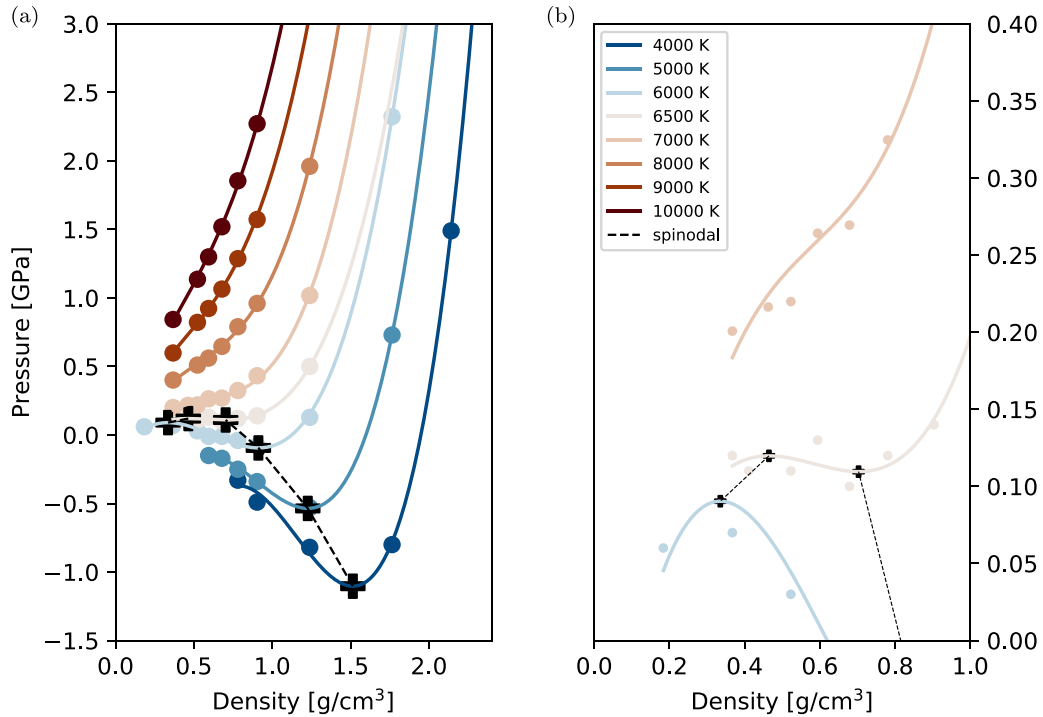 (a)
(b)
3.0
2.5
2.0
1.5
1.0
0.5
0.0
−0.5
−1.0
−1.5
Pressure [GPa]
0.0 0.5 1.0 1.5 2.0
Density [g/cm³]
4000 K
5000 K
6000 K
6500 K
7000 K
8000 K
9000 K
10000 K
spinodal
0.40
0.35
0.30
0.25
0.20
0.15
0.10
0.05
0.00
0.0 0.2 0.4 0.6 0.8 1.0
Density [g/cm³]